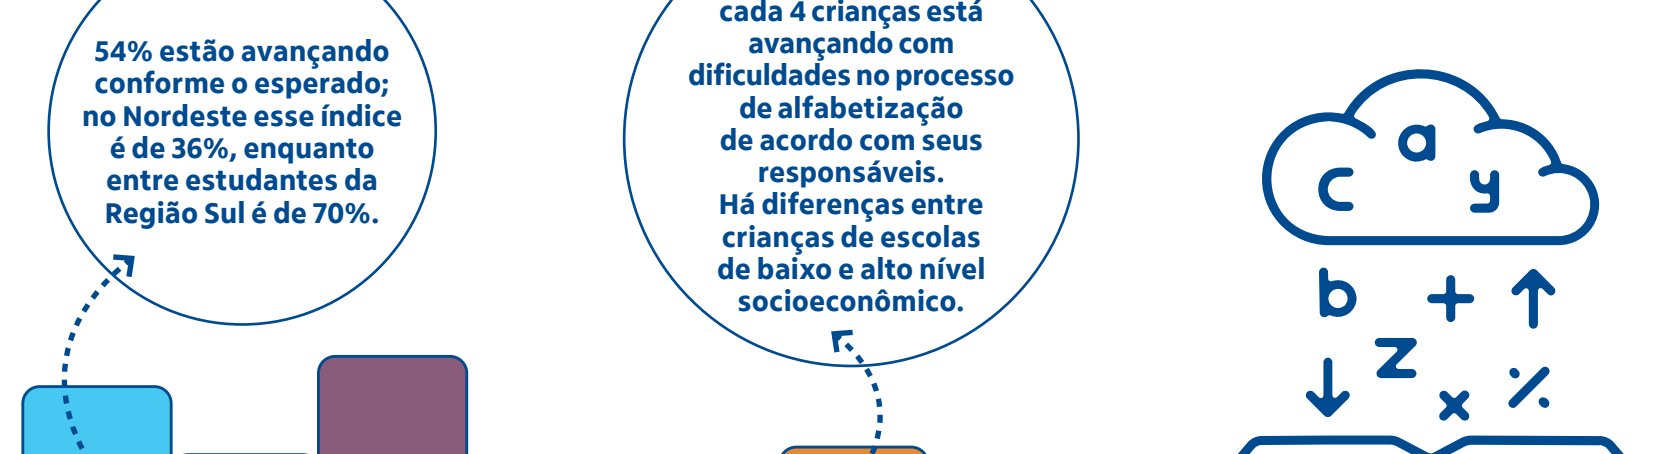 54% estão avançando
conforme o esperado;
no Nordeste esse índice
é de 36%, enquanto
entre estudantes da
Região Sul é de 70%.
cada 4 crianças está
avançando com
dificuldades no processo
de alfabetização
de acordo com seus
responsáveis.
Há diferenças entre
crianças de escolas
de baixo e alto nível
socioeconômico.
a
c y
b + ↑
z
↓ x %